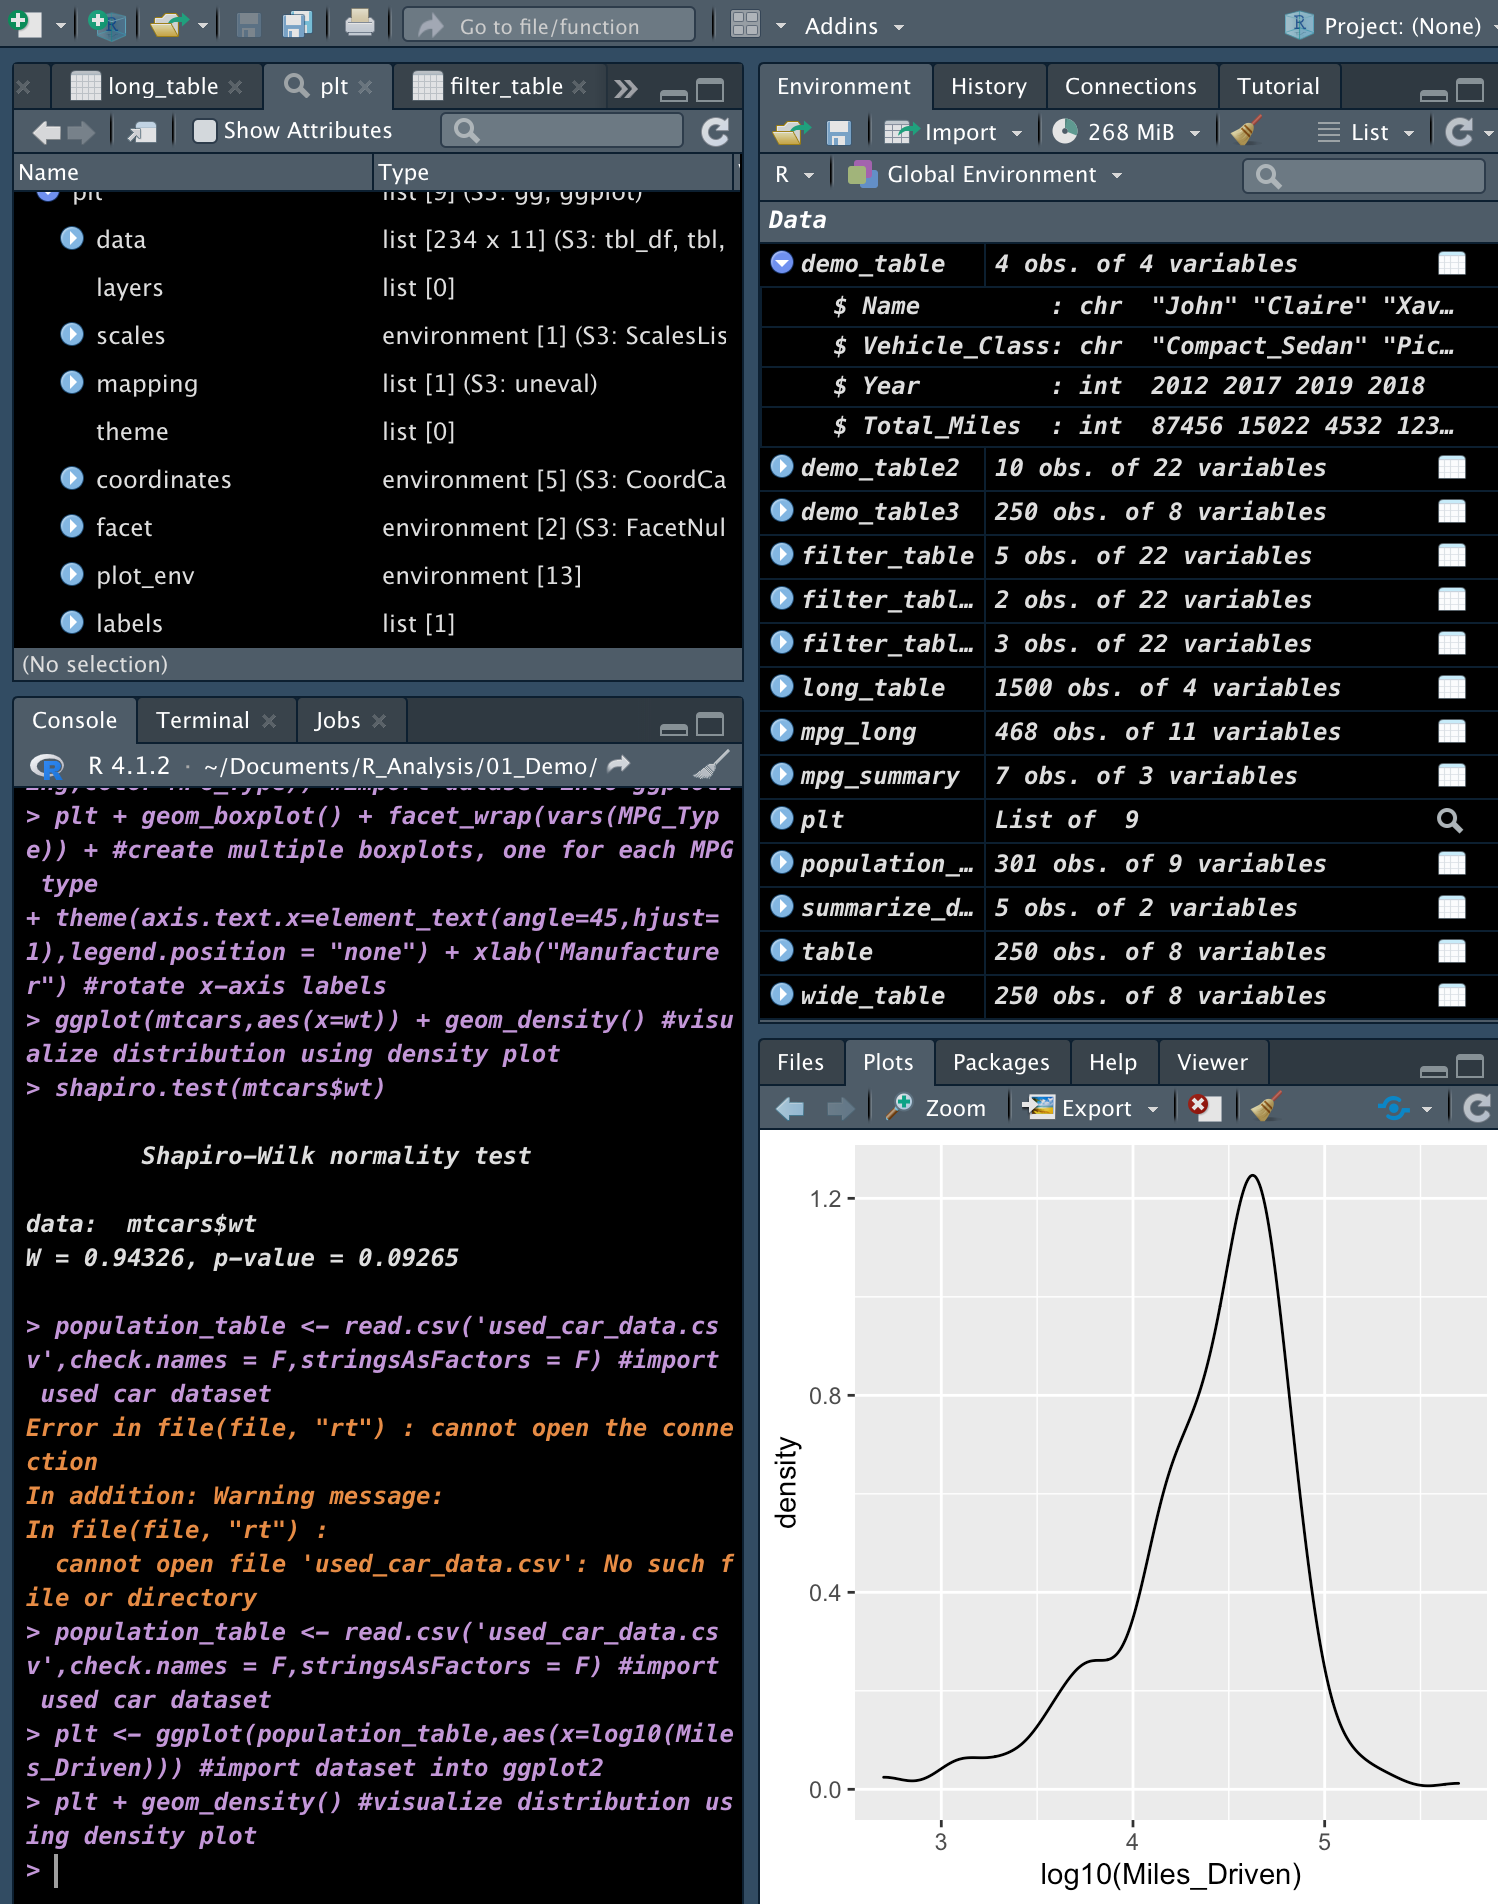 Go to file/function
Addins
Project: (None)
long_table
plt
filter_table
Show Attributes
Name Type
plt list [9] (S3: gg, ggplot)
data list [234 x 11] (S3: tbl_df, tbl,
layers list [0]
scales environment [1] (S3: ScalesLis
mapping list [1] (S3: uneval)
theme list [0]
coordinates environment [5] (S3: CoordCa
facet environment [2] (S3: FacetNul
plot_env environment [13]
labels list [1]
(No selection)
Console Terminal Jobs
R 4.1.2 · ~/Documents/R_Analysis/01_Demo/
> plt + geom_boxplot() + facet_wrap(vars(MPG_Typ
e)) + #create multiple boxplots, one for each MPG
type
+ theme(axis.text.x=element_text(angle=45,hjust=
1),legend.position = "none") + xlab("Manufacture
r") #rotate x-axis labels
> ggplot(mtcars,aes(x=wt)) + geom_density() #visu
alize distribution using density plot
> shapiro.test(mtcars$wt)
Shapiro-Wilk normality test
data: mtcars$wt
W = 0.94326, p-value = 0.09265
> population_table <- read.csv('used_car_data.cs
v',check.names = F,stringsAsFactors = F) #import
used car dataset
Error in file(file, "rt") : cannot open the conne
ction
In addition: Warning message:
In file(file, "rt") :
cannot open file 'used_car_data.csv': No such f
ile or directory
> population_table <- read.csv('used_car_data.cs
v',check.names = F,stringsAsFactors = F) #import
used car dataset
> plt <- ggplot(population_table,aes(x=log10(Mile
s_Driven))) #import dataset into ggplot2
> plt + geom_density() #visualize distribution us
ing density plot
>
Environment History Connections Tutorial
Import 268 MiB List
R Global Environment
Data
demo_table 4 obs. of 4 variables
$ Name : chr "John" "Claire" "Xav…
$ Vehicle_Class: chr "Compact_Sedan" "Pic…
$ Year : int 2012 2017 2019 2018
$ Total_Miles : int 87456 15022 4532 123…
demo_table2 10 obs. of 22 variables
demo_table3 250 obs. of 8 variables
filter_table 5 obs. of 22 variables
filter_tabl… 2 obs. of 22 variables
filter_tabl… 3 obs. of 22 variables
long_table 1500 obs. of 4 variables
mpg_long 468 obs. of 11 variables
mpg_summary 7 obs. of 3 variables
plt List of 9
population_… 301 obs. of 9 variables
summarize_d… 5 obs. of 2 variables
table 250 obs. of 8 variables
wide_table 250 obs. of 8 variables
Files Plots Packages Help Viewer
Zoom Export
1.2
0.8
0.4
0.0
density
3 4 5
log10(Miles_Driven)